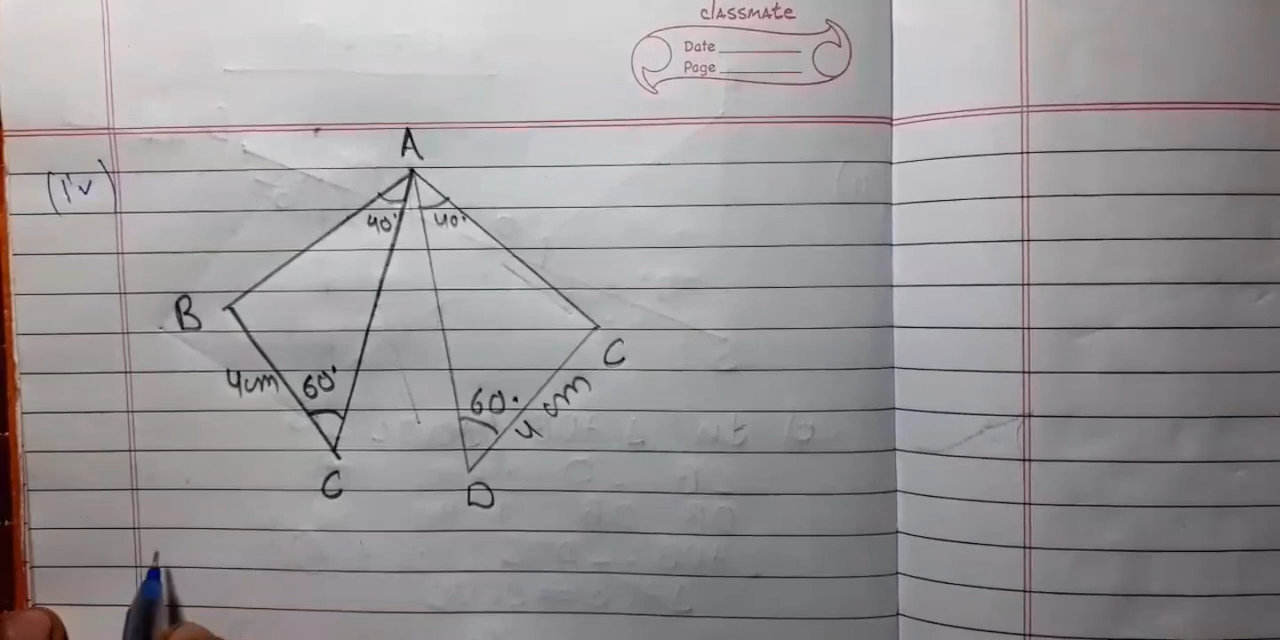 classmate
Date
Page
(iv)
A
40° 40°
B
C
4cm 60°
60° 4 cm
C
D